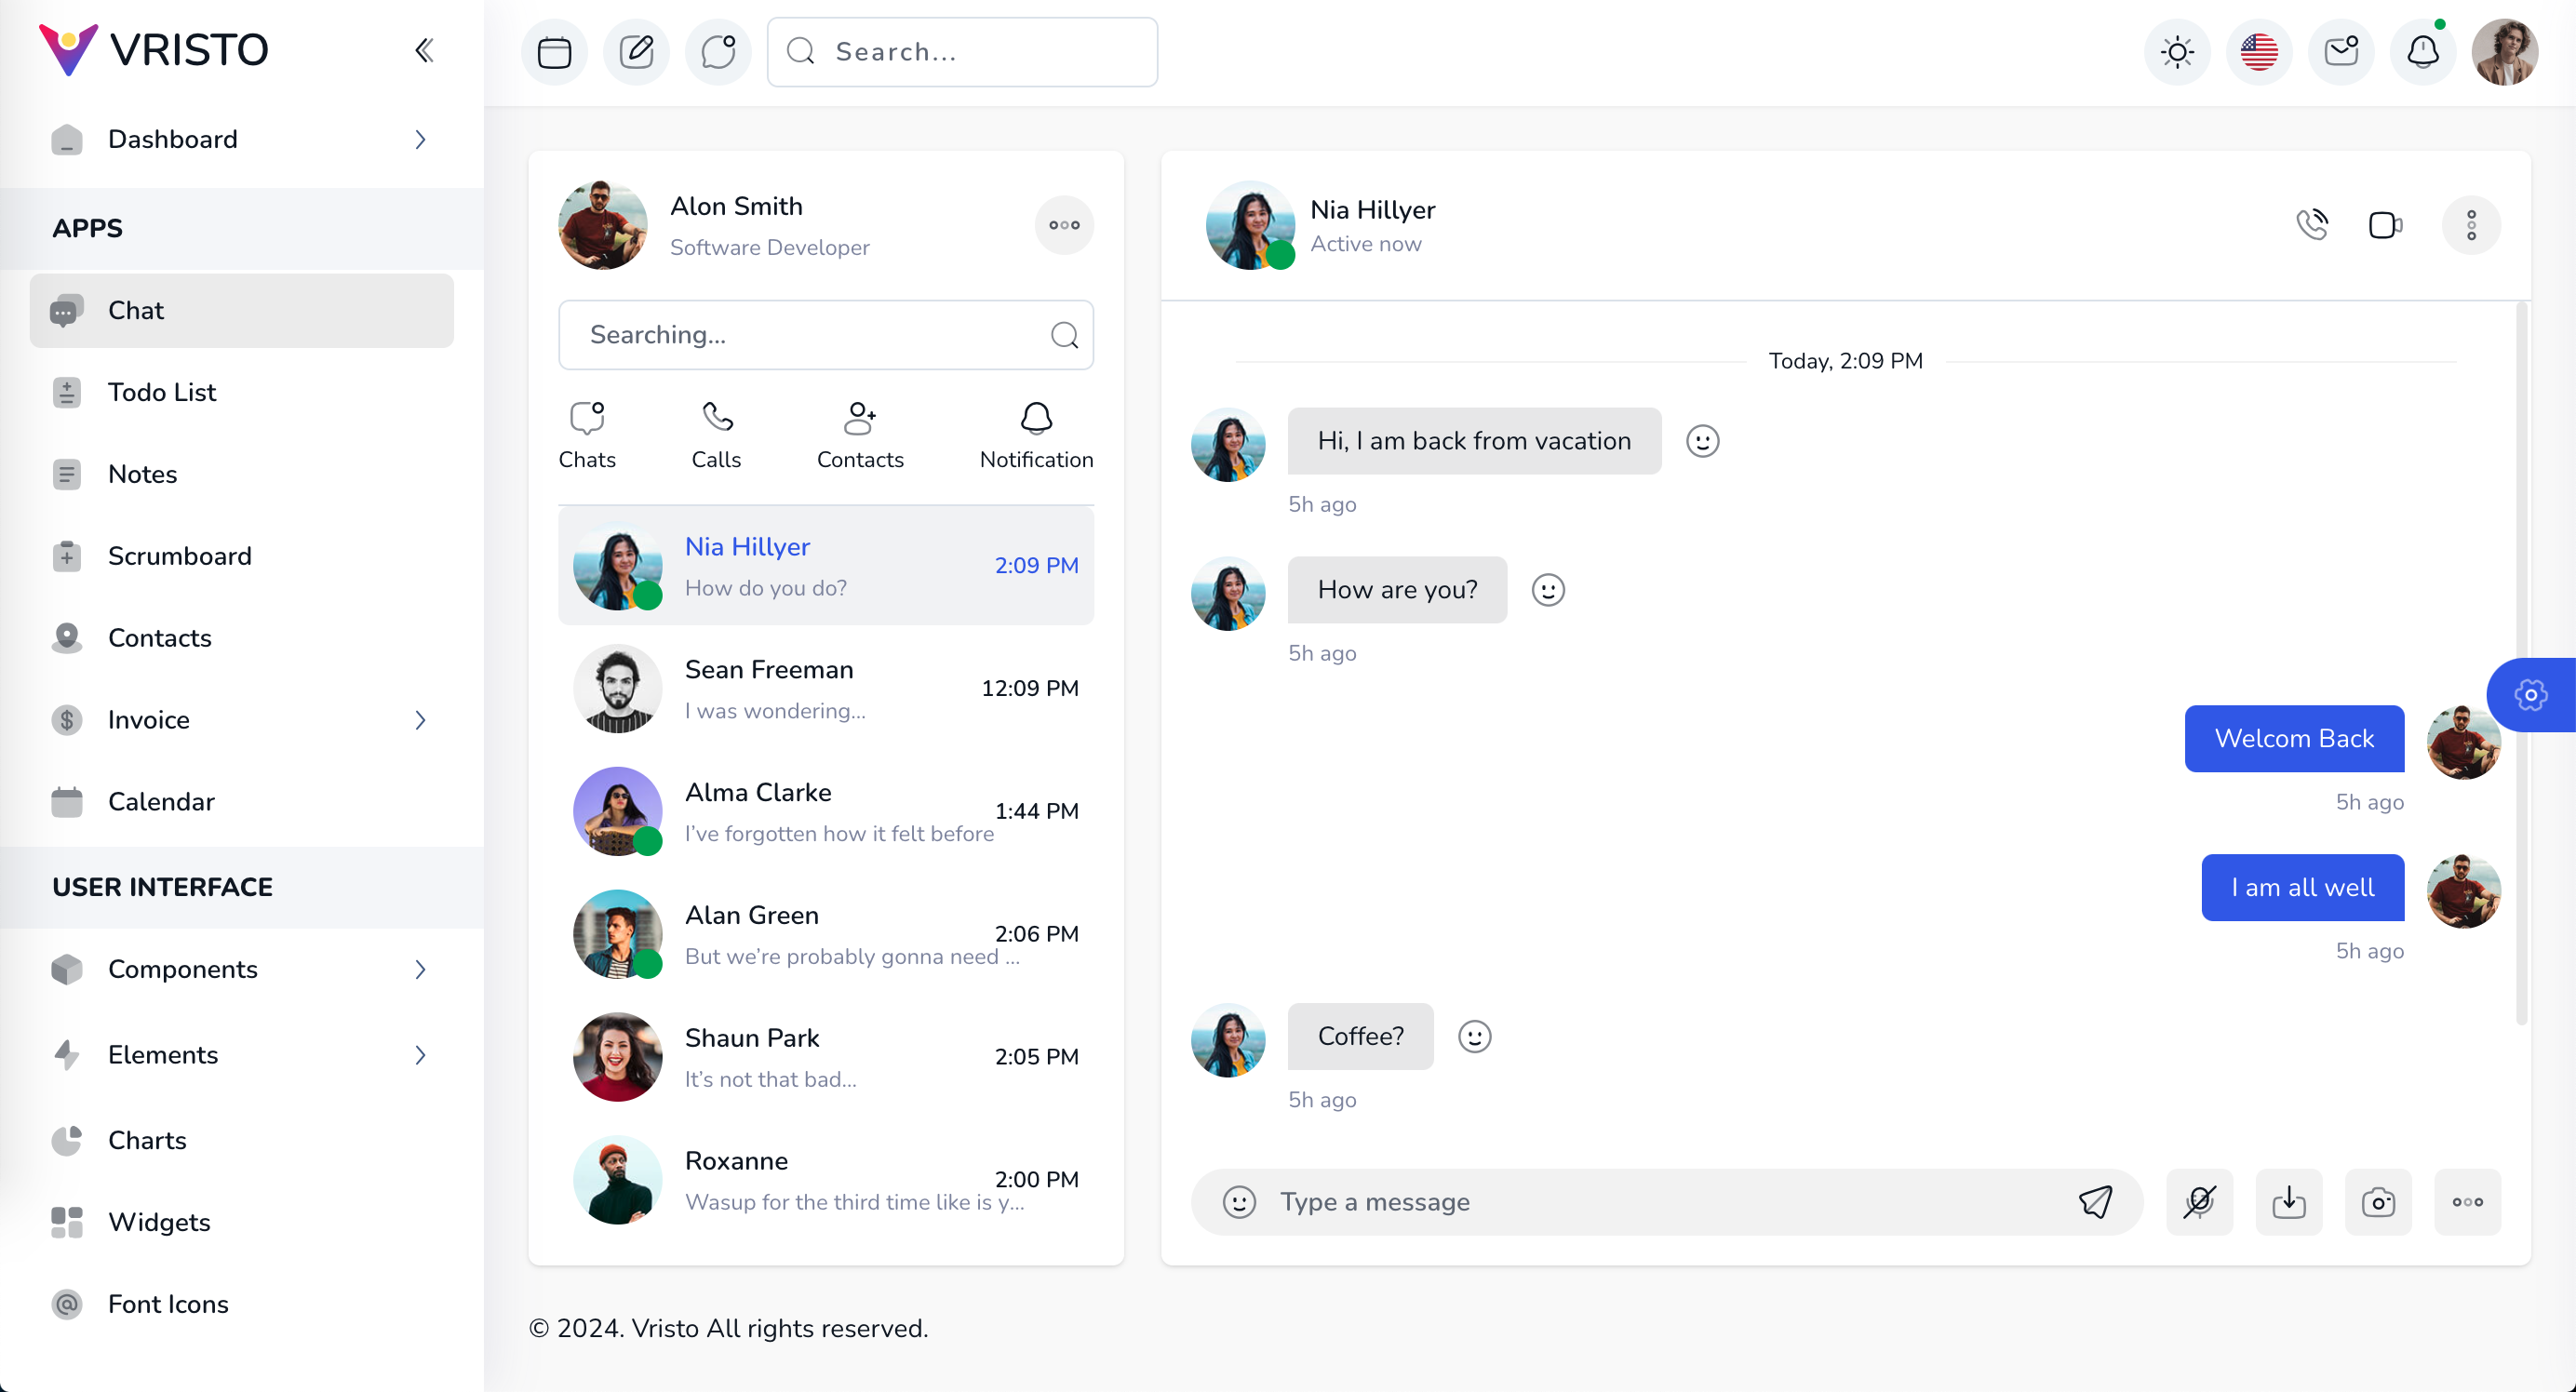 VRISTO
Search...
Dashboard
APPS
Chat
Todo List
Notes
Scrumboard
Contacts
Invoice
Calendar
USER INTERFACE
Components
Elements
Charts
Widgets
Font Icons
Alon Smith
Software Developer
Searching...
Chats
Calls
Contacts
Notification
Nia Hillyer
2:09 PM
How do you do?
Sean Freeman
12:09 PM
I was wondering...
Alma Clarke
1:44 PM
I’ve forgotten how it felt before
Alan Green
2:06 PM
But we’re probably gonna need ...
Shaun Park
2:05 PM
It’s not that bad...
Roxanne
2:00 PM
Wasup for the third time like is y...
Nia Hillyer
Active now
Today, 2:09 PM
Hi, I am back from vacation
5h ago
How are you?
5h ago
Welcom Back
5h ago
I am all well
5h ago
Coffee?
5h ago
Type a message
© 2024. Vristo All rights reserved.